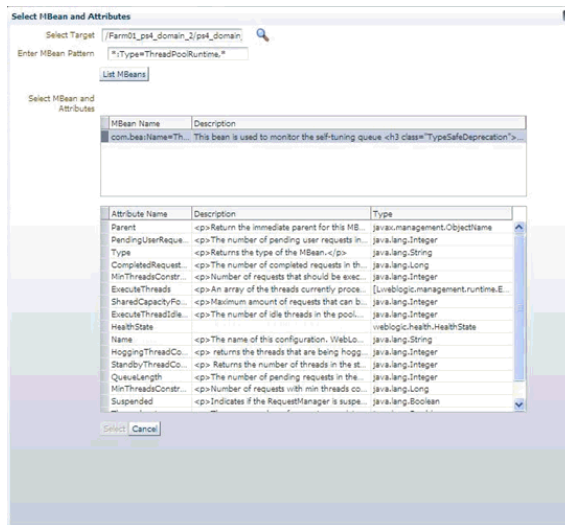 Select MBean and Attributes
Select Target /Farm01_ps4_domain_2/ps4_domain_
Enter MBean Pattern *:Type=ThreadPoolRuntime,*
List MBeans
Select MBean and
Attributes
MBean Name Description
com.bea:Name=Th... This bean is used to monitor the self-tuning queue <h3 class="TypeSafeDeprecation">...
Attribute Name Description Type
Parent <p>Return the immediate parent for this MB... javax.management.ObjectName
PendingUserReque... <p>The number of pending user requests in... java.lang.Integer
Type <p>Returns the type of the MBean.</p> java.lang.String
CompletedRequest... <p>The number of completed requests in th... java.lang.Long
MinThreadsConstr... <p>Number of requests that should be exec... java.lang.Integer
ExecuteThreads <p>An array of the threads currently proce... [Lweblogic.management.runtime.E...
SharedCapacityFo... <p>Maximum amount of requests that can b... java.lang.Integer
ExecuteThreadIdle... <p>The number of idle threads in the pool... java.lang.Integer
HealthState weblogic.health.HealthState
Name <p>The name of this configuration. WebLo... java.lang.String
HoggingThreadCo... <p> returns the threads that are being hogg... java.lang.Integer
StandbyThreadCo... <p> Returns the number of threads in the st... java.lang.Integer
QueueLength <p>The number of pending requests in the... java.lang.Integer
MinThreadsConstr... <p>Number of requests with min threads co... java.lang.Long
Suspended <p>Indicates if the RequestManager is suspe... java.lang.Boolean
Select Cancel